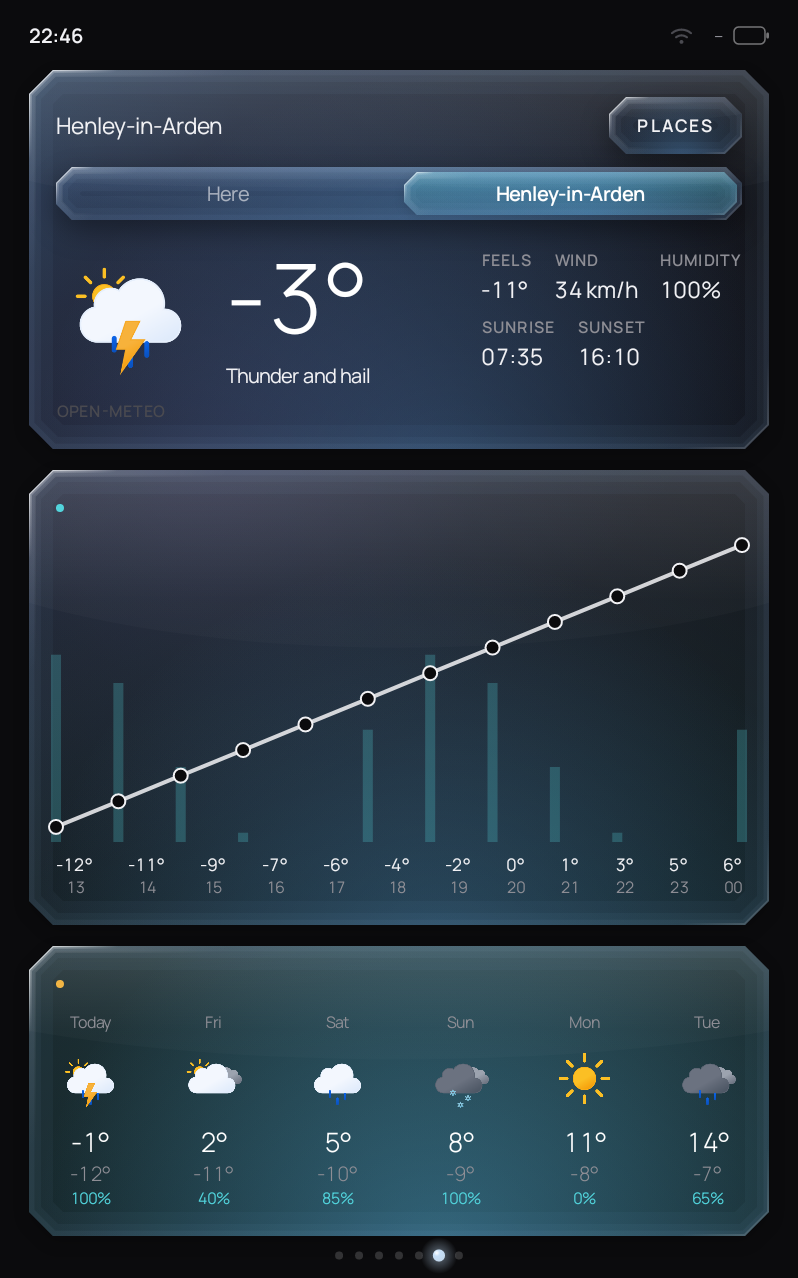 22:46
–
Henley-in-Arden
PLACES
Here
Henley-in-Arden
-3°
Thunder and hail
FEELS WIND HUMIDITY
-11° 34 km/h 100%
SUNRISE SUNSET
07:35 16:10
OPEN-METEO
-12° -11° -9° -7° -6° -4° -2° 0° 1° 3° 5° 6°
13 14 15 16 17 18 19 20 21 22 23 00
Today Fri Sat Sun Mon Tue
-1° 2° 5° 8° 11° 14°
-12° -11° -10° -9° -8° -7°
100% 40% 85% 100% 0% 65%